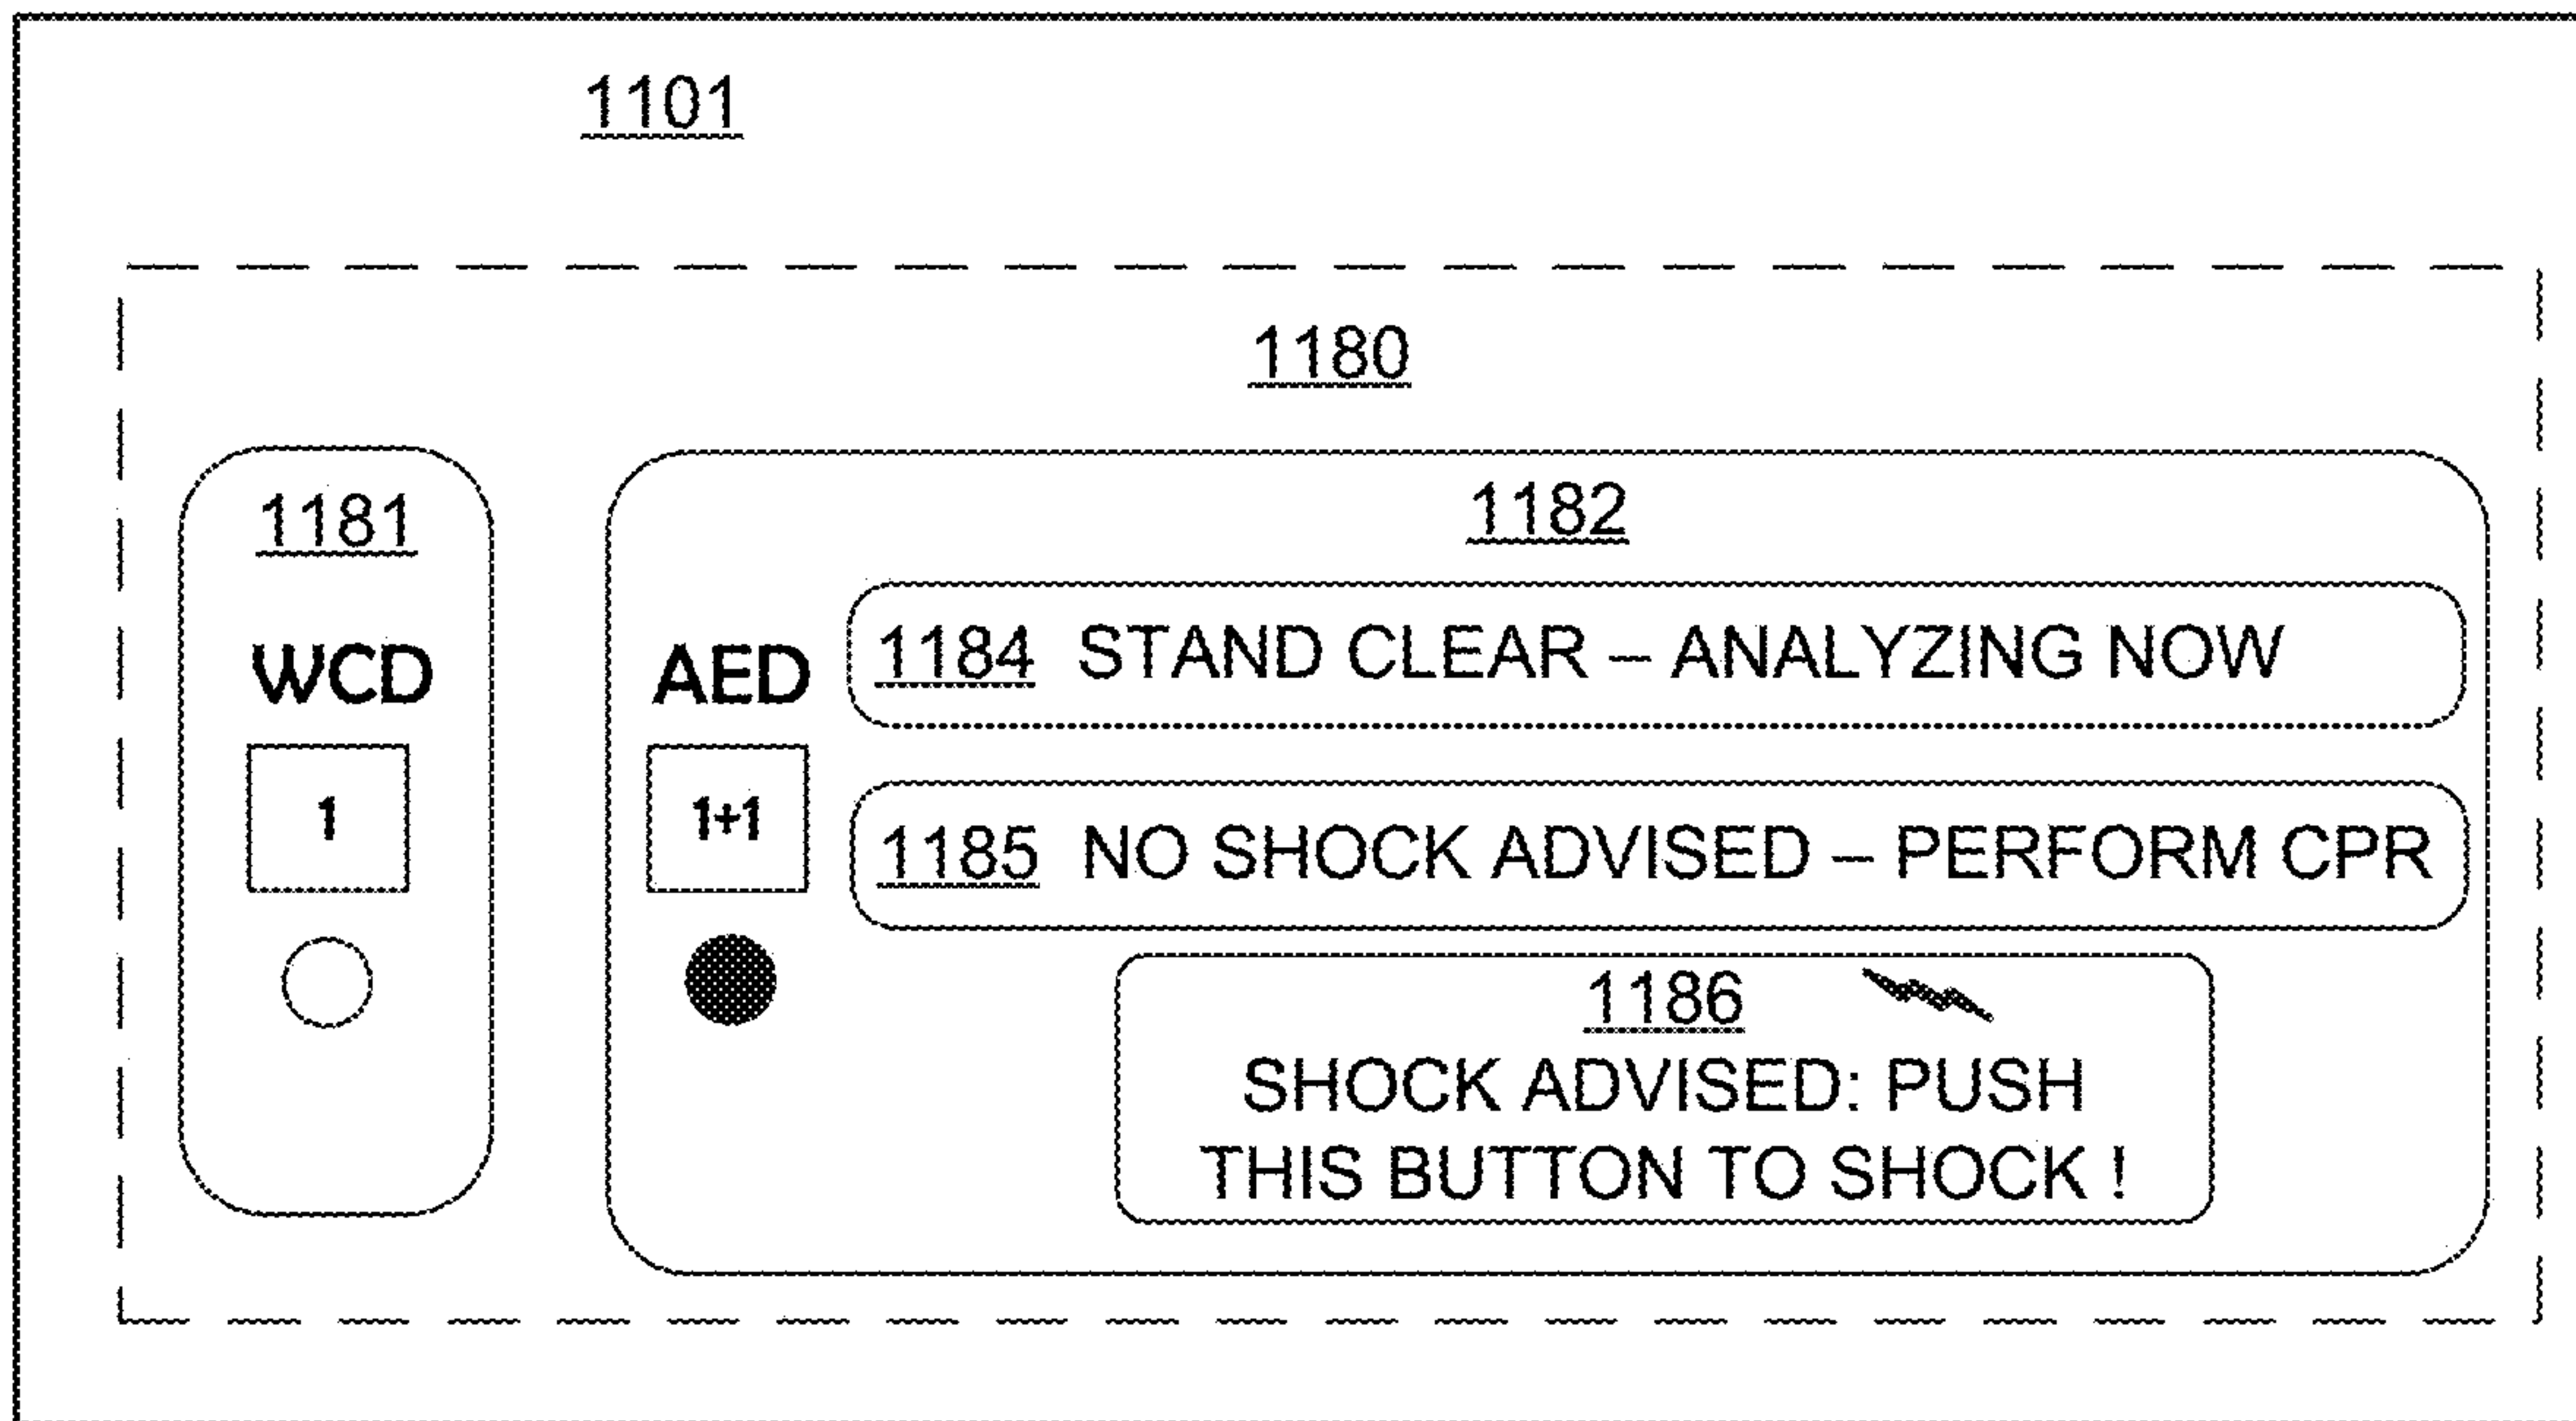 1101
1180
1181
WCD
1
1182
AED
1+1
1184 STAND CLEAR – ANALYZING NOW
1185 NO SHOCK ADVISED – PERFORM CPR
1186
SHOCK ADVISED: PUSH
THIS BUTTON TO SHOCK !